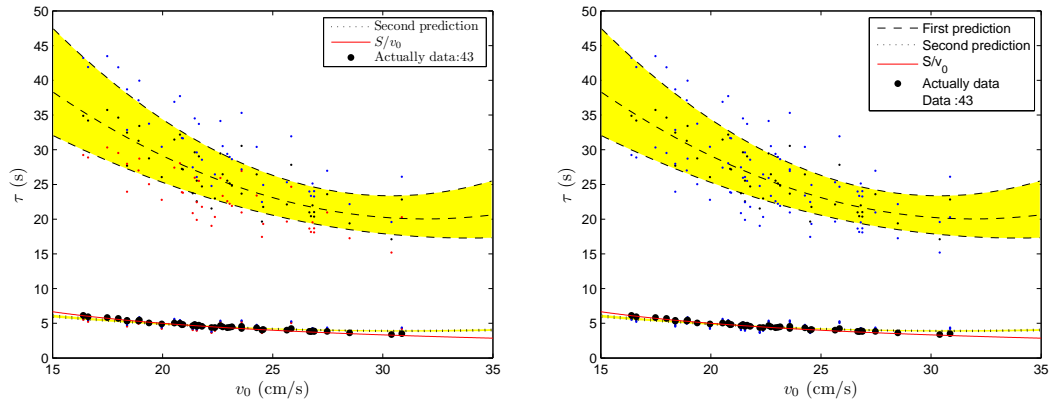 50
45
40
35
30
25
20
15
10
5
0
τ (s)
Second prediction
S/v₀
Actually data:43
15
20
25
30
35
v₀ (cm/s)
50
45
40
35
30
25
20
15
10
5
0
τ (s)
First prediction
Second prediction
S/v₀
Actually data
Data :43
15
20
25
30
35
v₀ (cm/s)